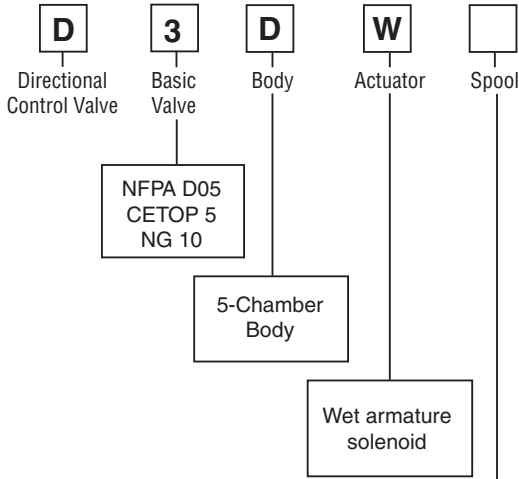 D 3 D W
Directional Control Valve
Basic Valve
Body
Actuator
Spool
NFPA D05
CETOP 5
NG 10
5-Chamber
Body
Wet armature
solenoid